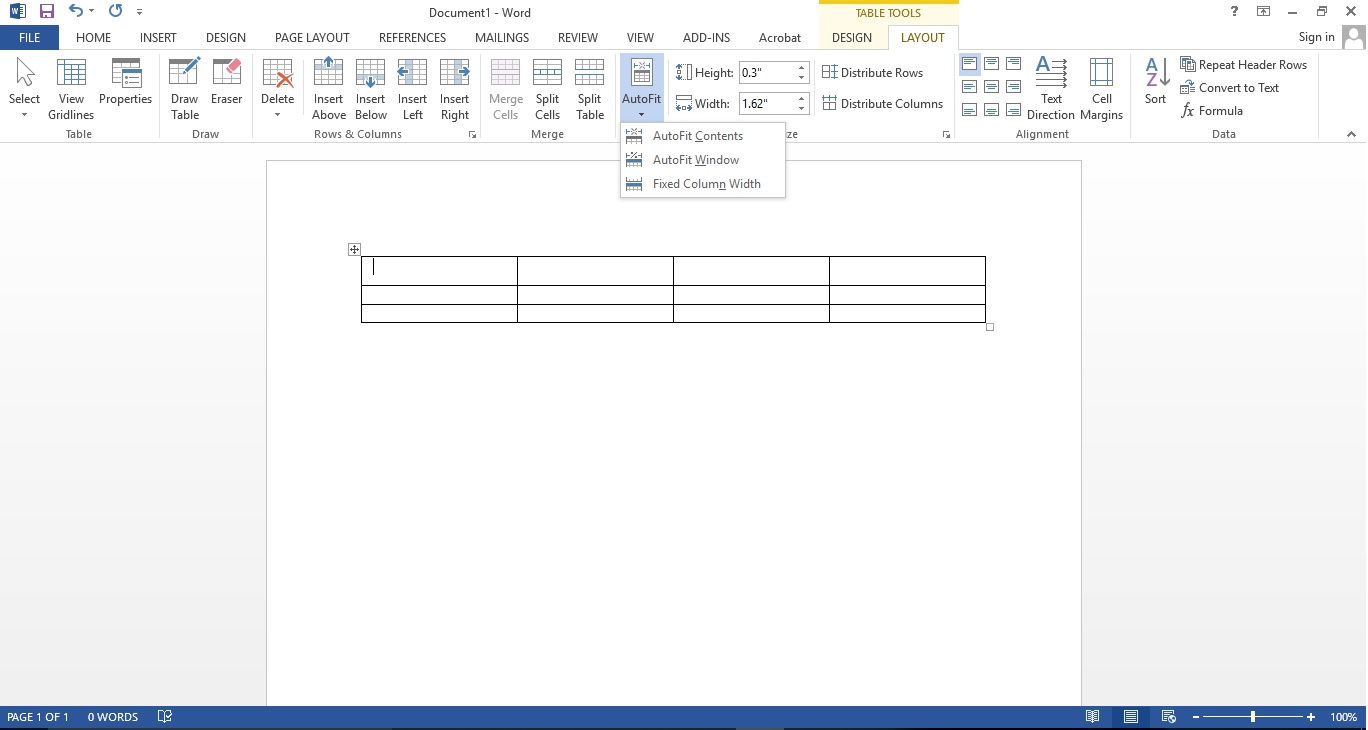 Document1 - Word
TABLE TOOLS
?
FILE HOME INSERT DESIGN PAGE LAYOUT REFERENCES MAILINGS REVIEW VIEW ADD-INS Acrobat DESIGN LAYOUT Sign in
Select
View Gridlines
Properties
Table
Draw Table
Eraser
Draw
Delete
Insert Above
Insert Below
Insert Left
Insert Right
Rows & Columns
Merge Cells
Split Cells
Split Table
Merge
AutoFit
Height: 0.3"
Width: 1.62"
Distribute Rows
Distribute Columns
ze
AutoFit Contents
AutoFit Window
Fixed Column Width
Text Direction
Cell Margins
Alignment
Sort
Repeat Header Rows
Convert to Text
fx Formula
Data
PAGE 1 OF 1 0 WORDS 100%